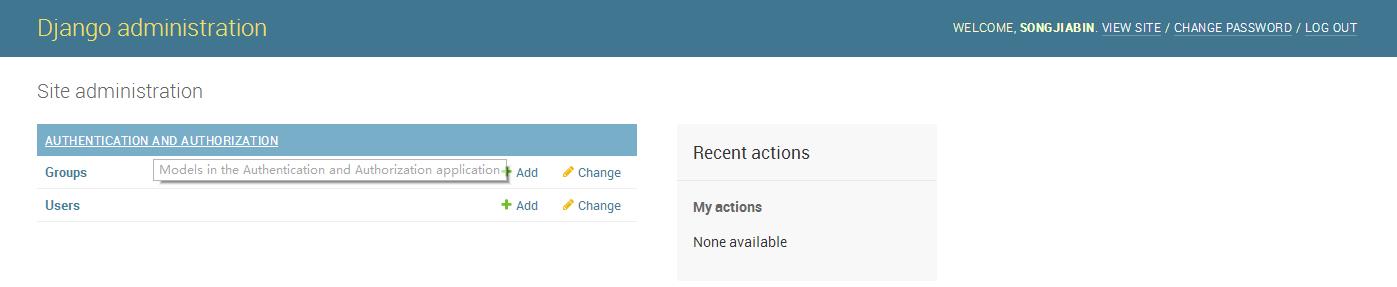 Django administration
WELCOME, SONGJIABIN. VIEW SITE / CHANGE PASSWORD / LOG OUT
Site administration
AUTHENTICATION AND AUTHORIZATION
Models in the Authentication and Authorization application
Groups Add Change
Users Add Change
Recent actions
My actions
None available